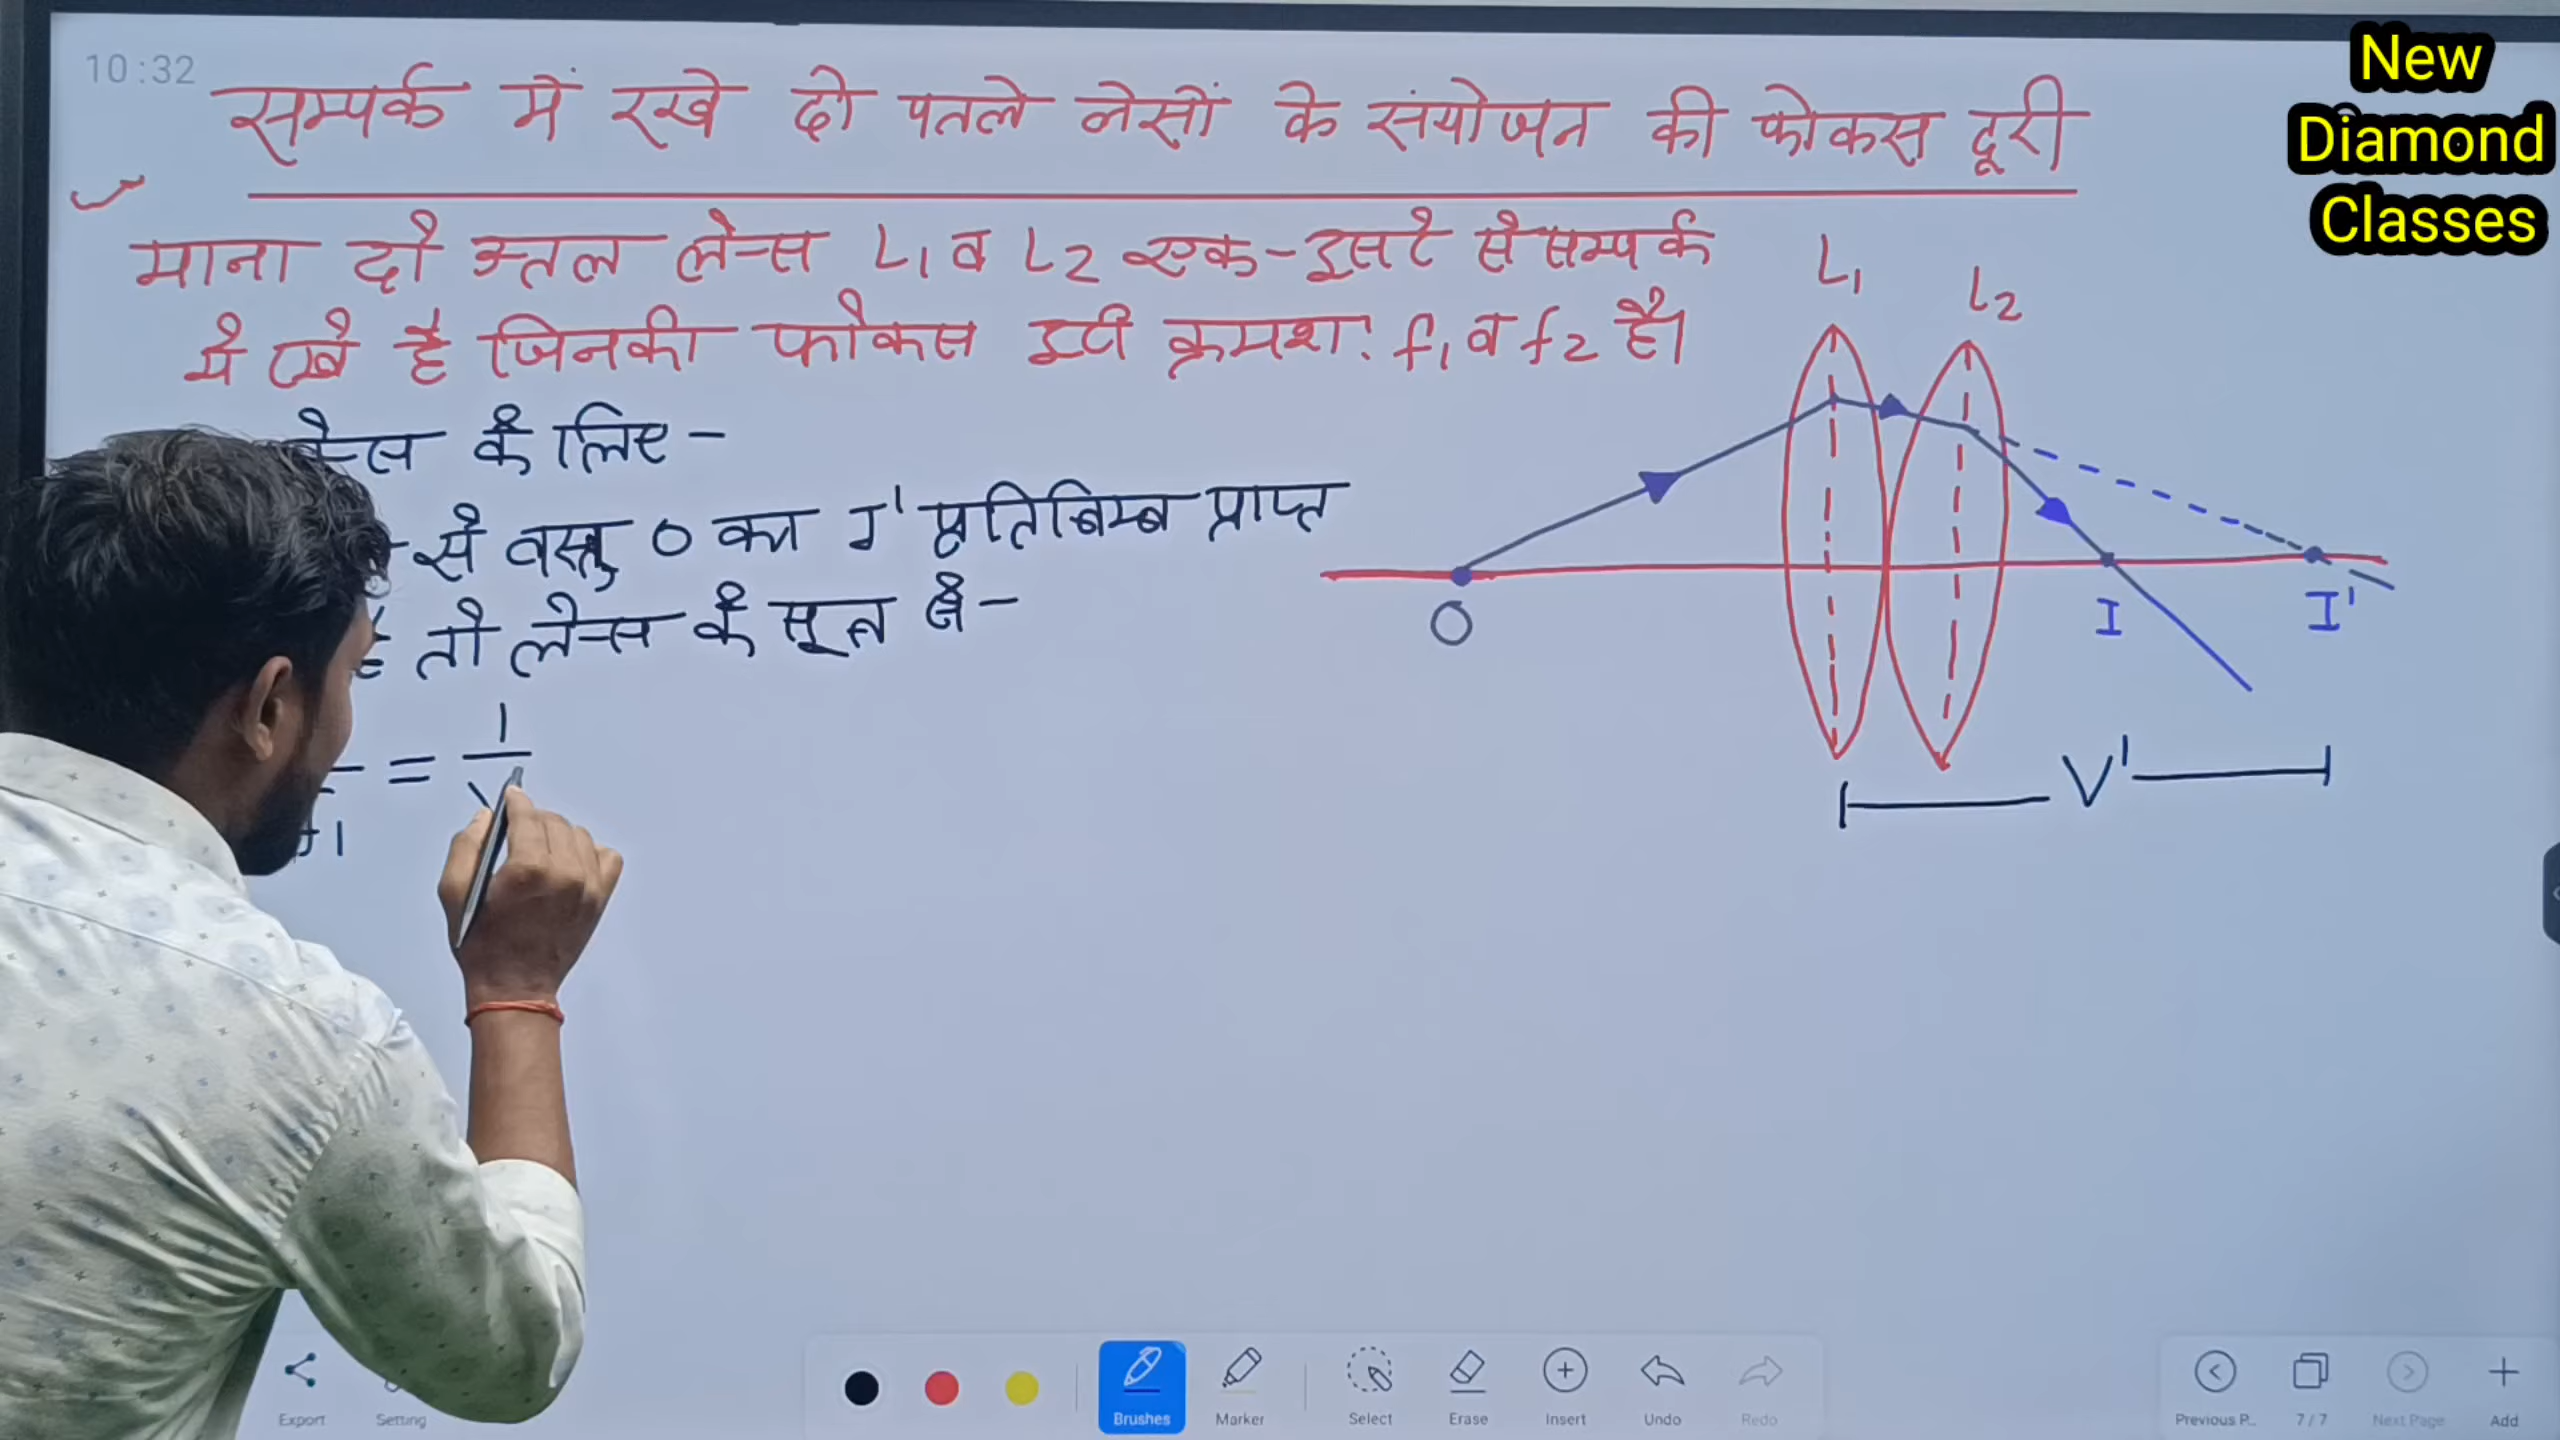 10:32
New
Diamond
Classes
सम्पर्क में रखे दो पतले लेंसों के संयोजन की फोकस दूरी
माना दो उत्तल लेन्स L1 व L2 एक-दूसरे से सम्पर्क
में रखे है जिनकी फोकस दूरी क्रमश: f1 व f2 है।
के लिए -
से वस्तु O का I' प्रतिबिम्ब प्राप्त
तो लेन्स के सूत्र से -
= 1
L1
L2
O
I
I'
V'
Export
Setting
Brushes
Marker
Select
Erase
Insert
Undo
Redo
Previous P..
7/7
Next Page
Add